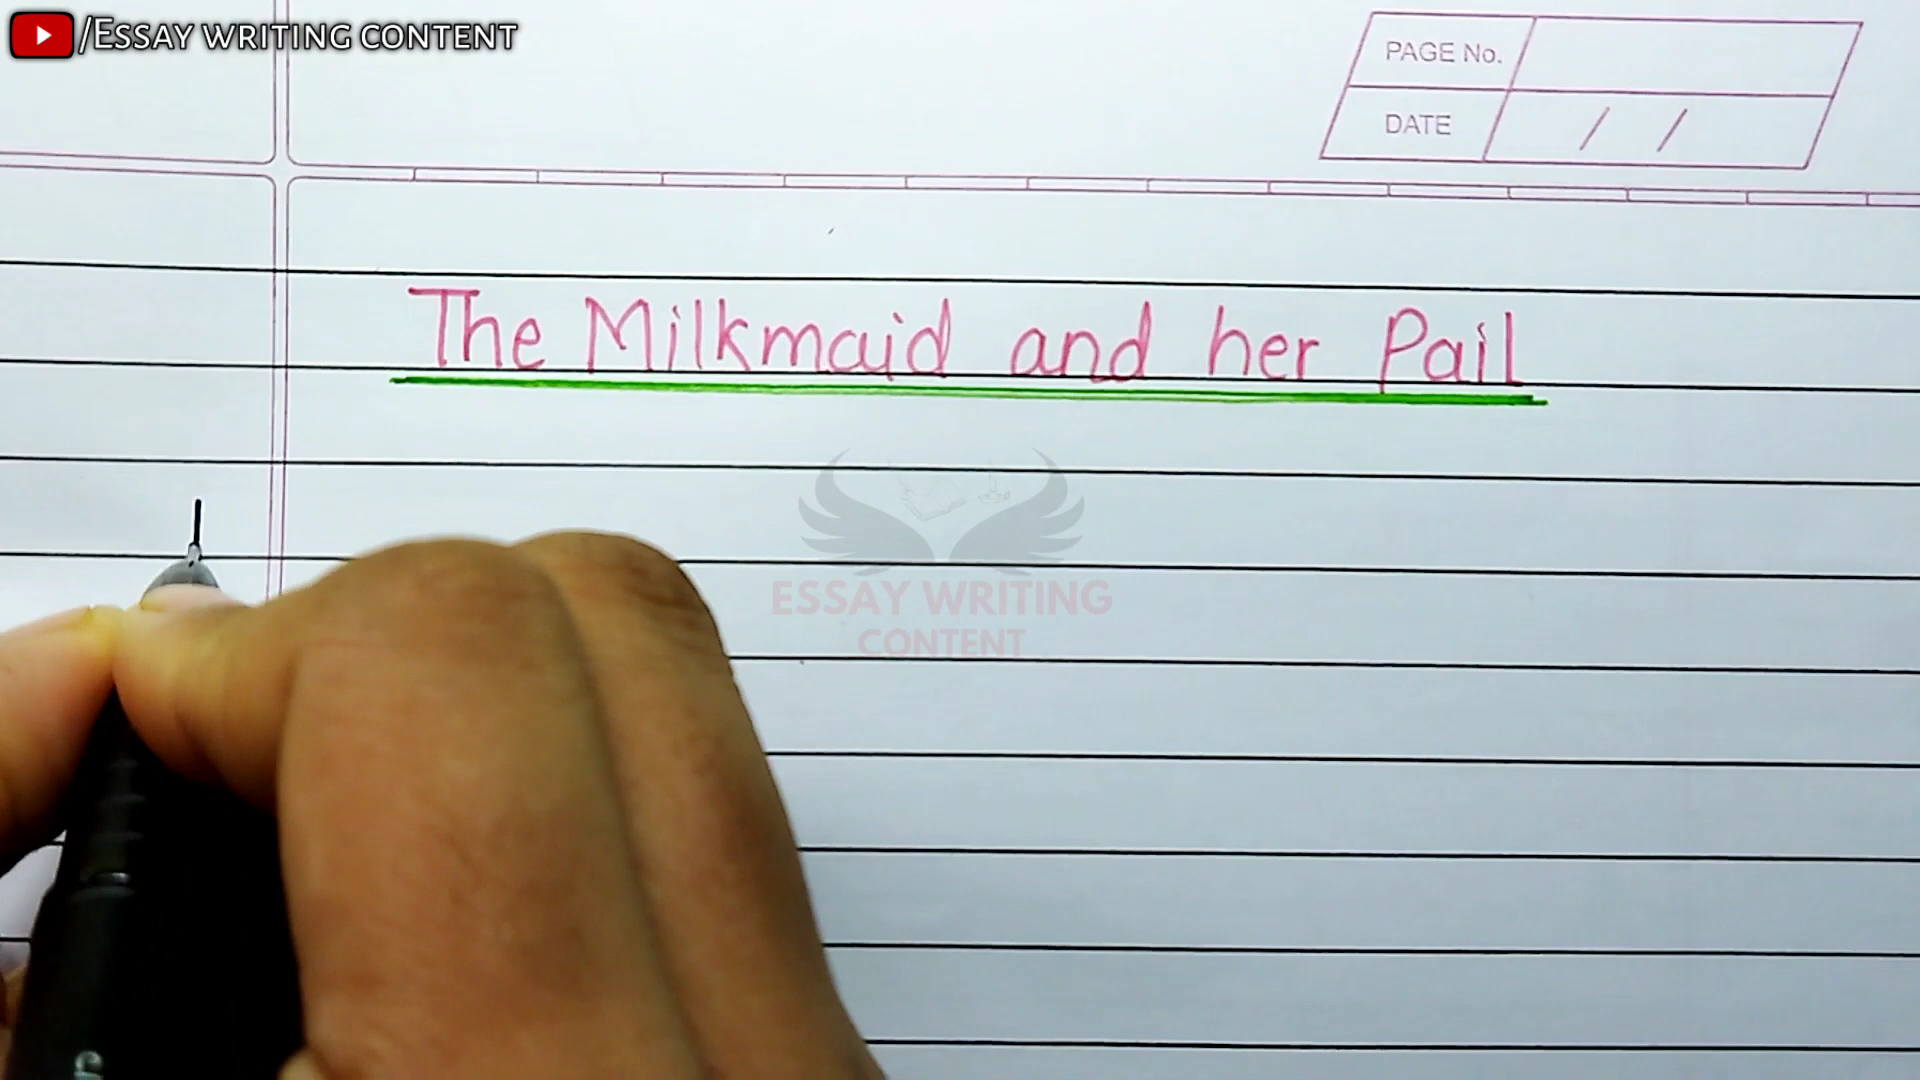 /ESSAY WRITING CONTENT
PAGE No.
DATE / /
The Milkmaid and her Pail
ESSAY WRITING
CONTENT